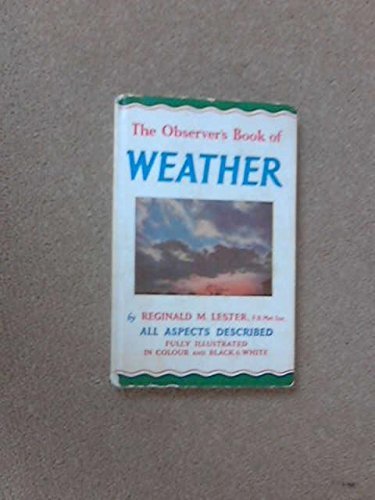 The Observer's Book of
WEATHER
by REGINALD M. LESTER, F.R.Met.Soc.
ALL ASPECTS DESCRIBED
FULLY ILLUSTRATED
IN COLOUR AND BLACK & WHITE